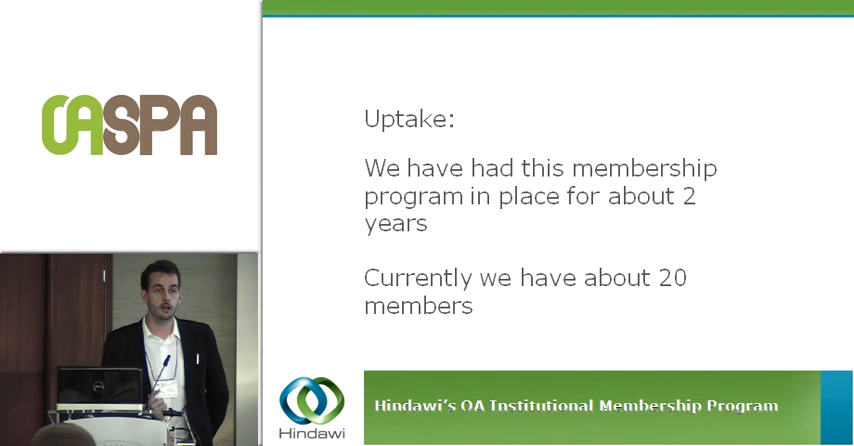 OASPA
Uptake:
We have had this membership
program in place for about 2
years
Currently we have about 20
members
Hindawi
Hindawi's OA Institutional Membership Program